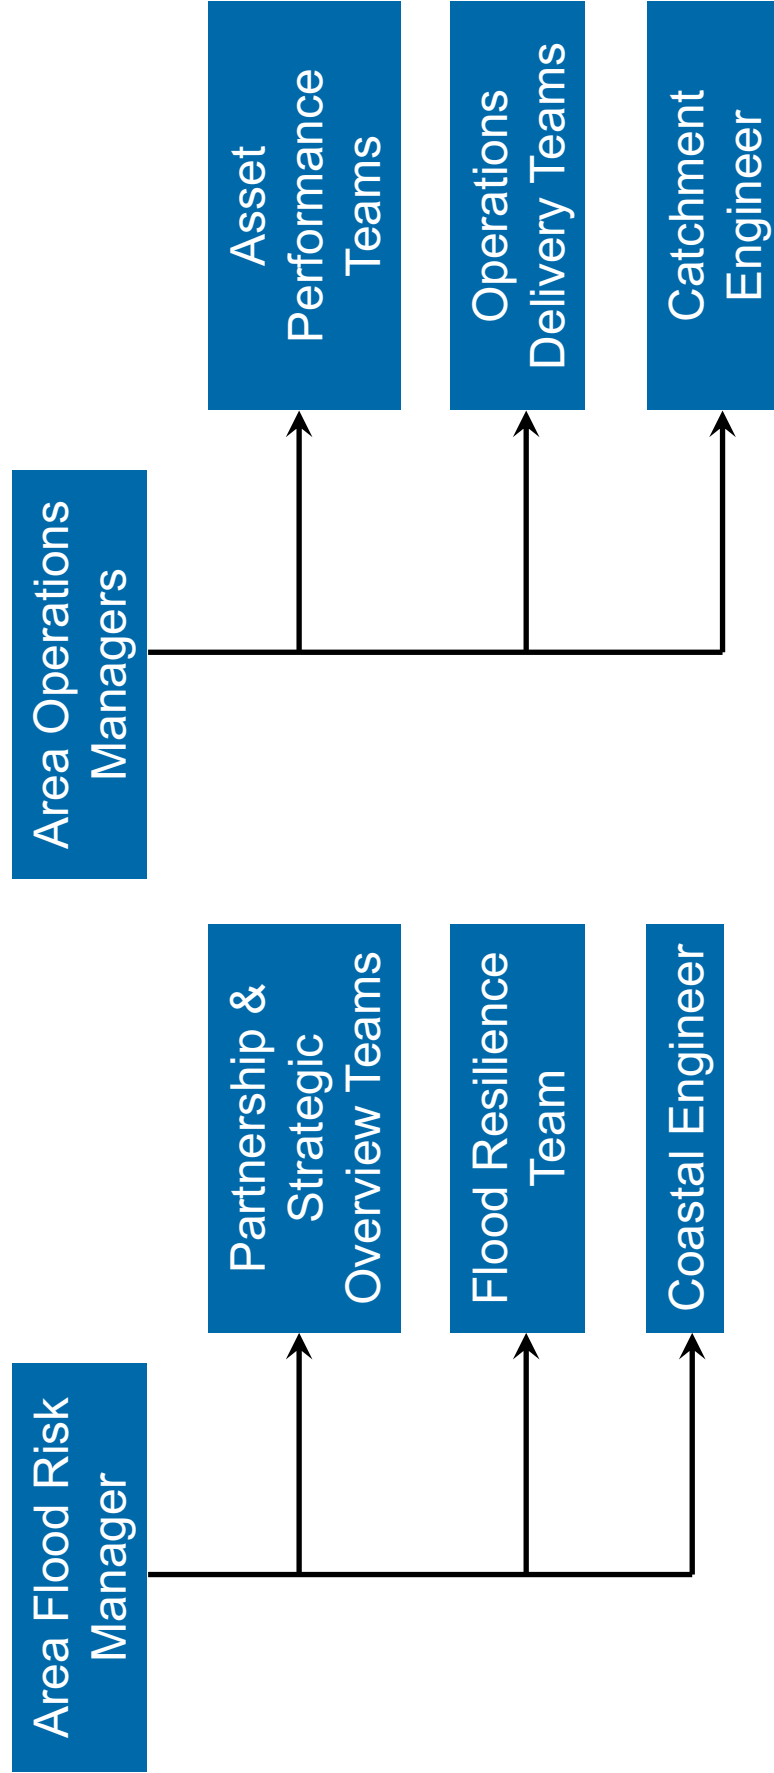 Area Flood Risk
Manager
Partnership &
Strategic
Overview Teams
Flood Resilience
Team
Coastal Engineer
Area Operations
Managers
Asset
Performance
Teams
Operations
Delivery Teams
Catchment
Engineer